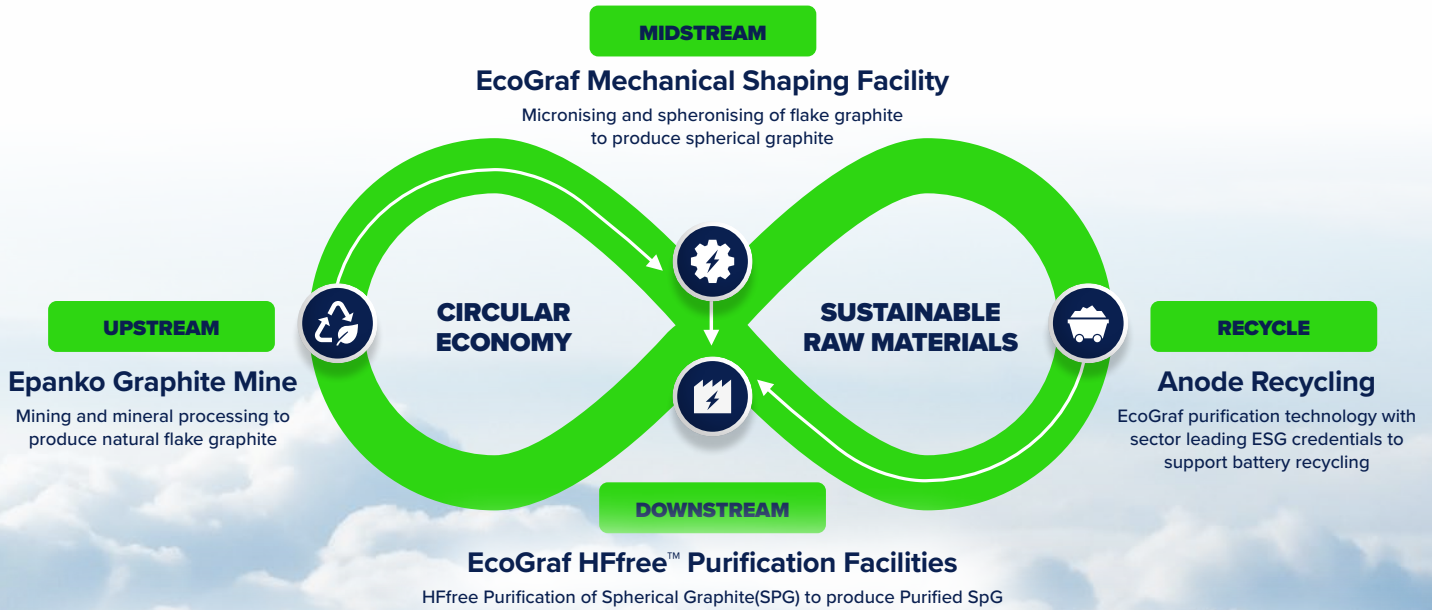 MIDSTREAM
EcoGraf Mechanical Shaping Facility
Micronising and spheronising of flake graphite
to produce spherical graphite
UPSTREAM
Epanko Graphite Mine
Mining and mineral processing to
produce natural flake graphite
CIRCULAR
ECONOMY
SUSTAINABLE
RAW MATERIALS
RECYCLE
Anode Recycling
EcoGraf purification technology with
sector leading ESG credentials to
support battery recycling
DOWNSTREAM
EcoGraf HFfree™ Purification Facilities
HFfree Purification of Spherical Graphite(SPG) to produce Purified SpG